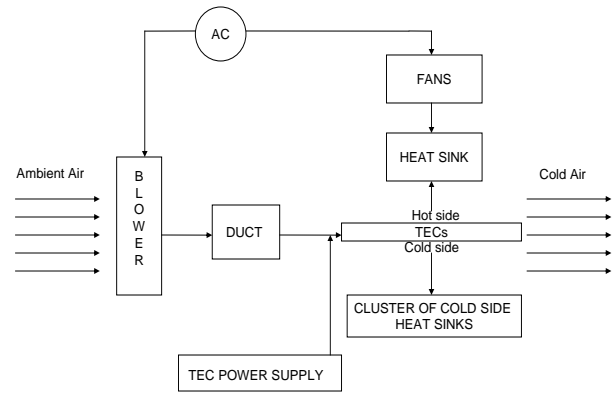 AC
FANS
HEAT SINK
Ambient Air
B
L
O
W
E
R
DUCT
Hot side
TECs
Cold side
Cold Air
CLUSTER OF COLD SIDE
HEAT SINKS
TEC POWER SUPPLY